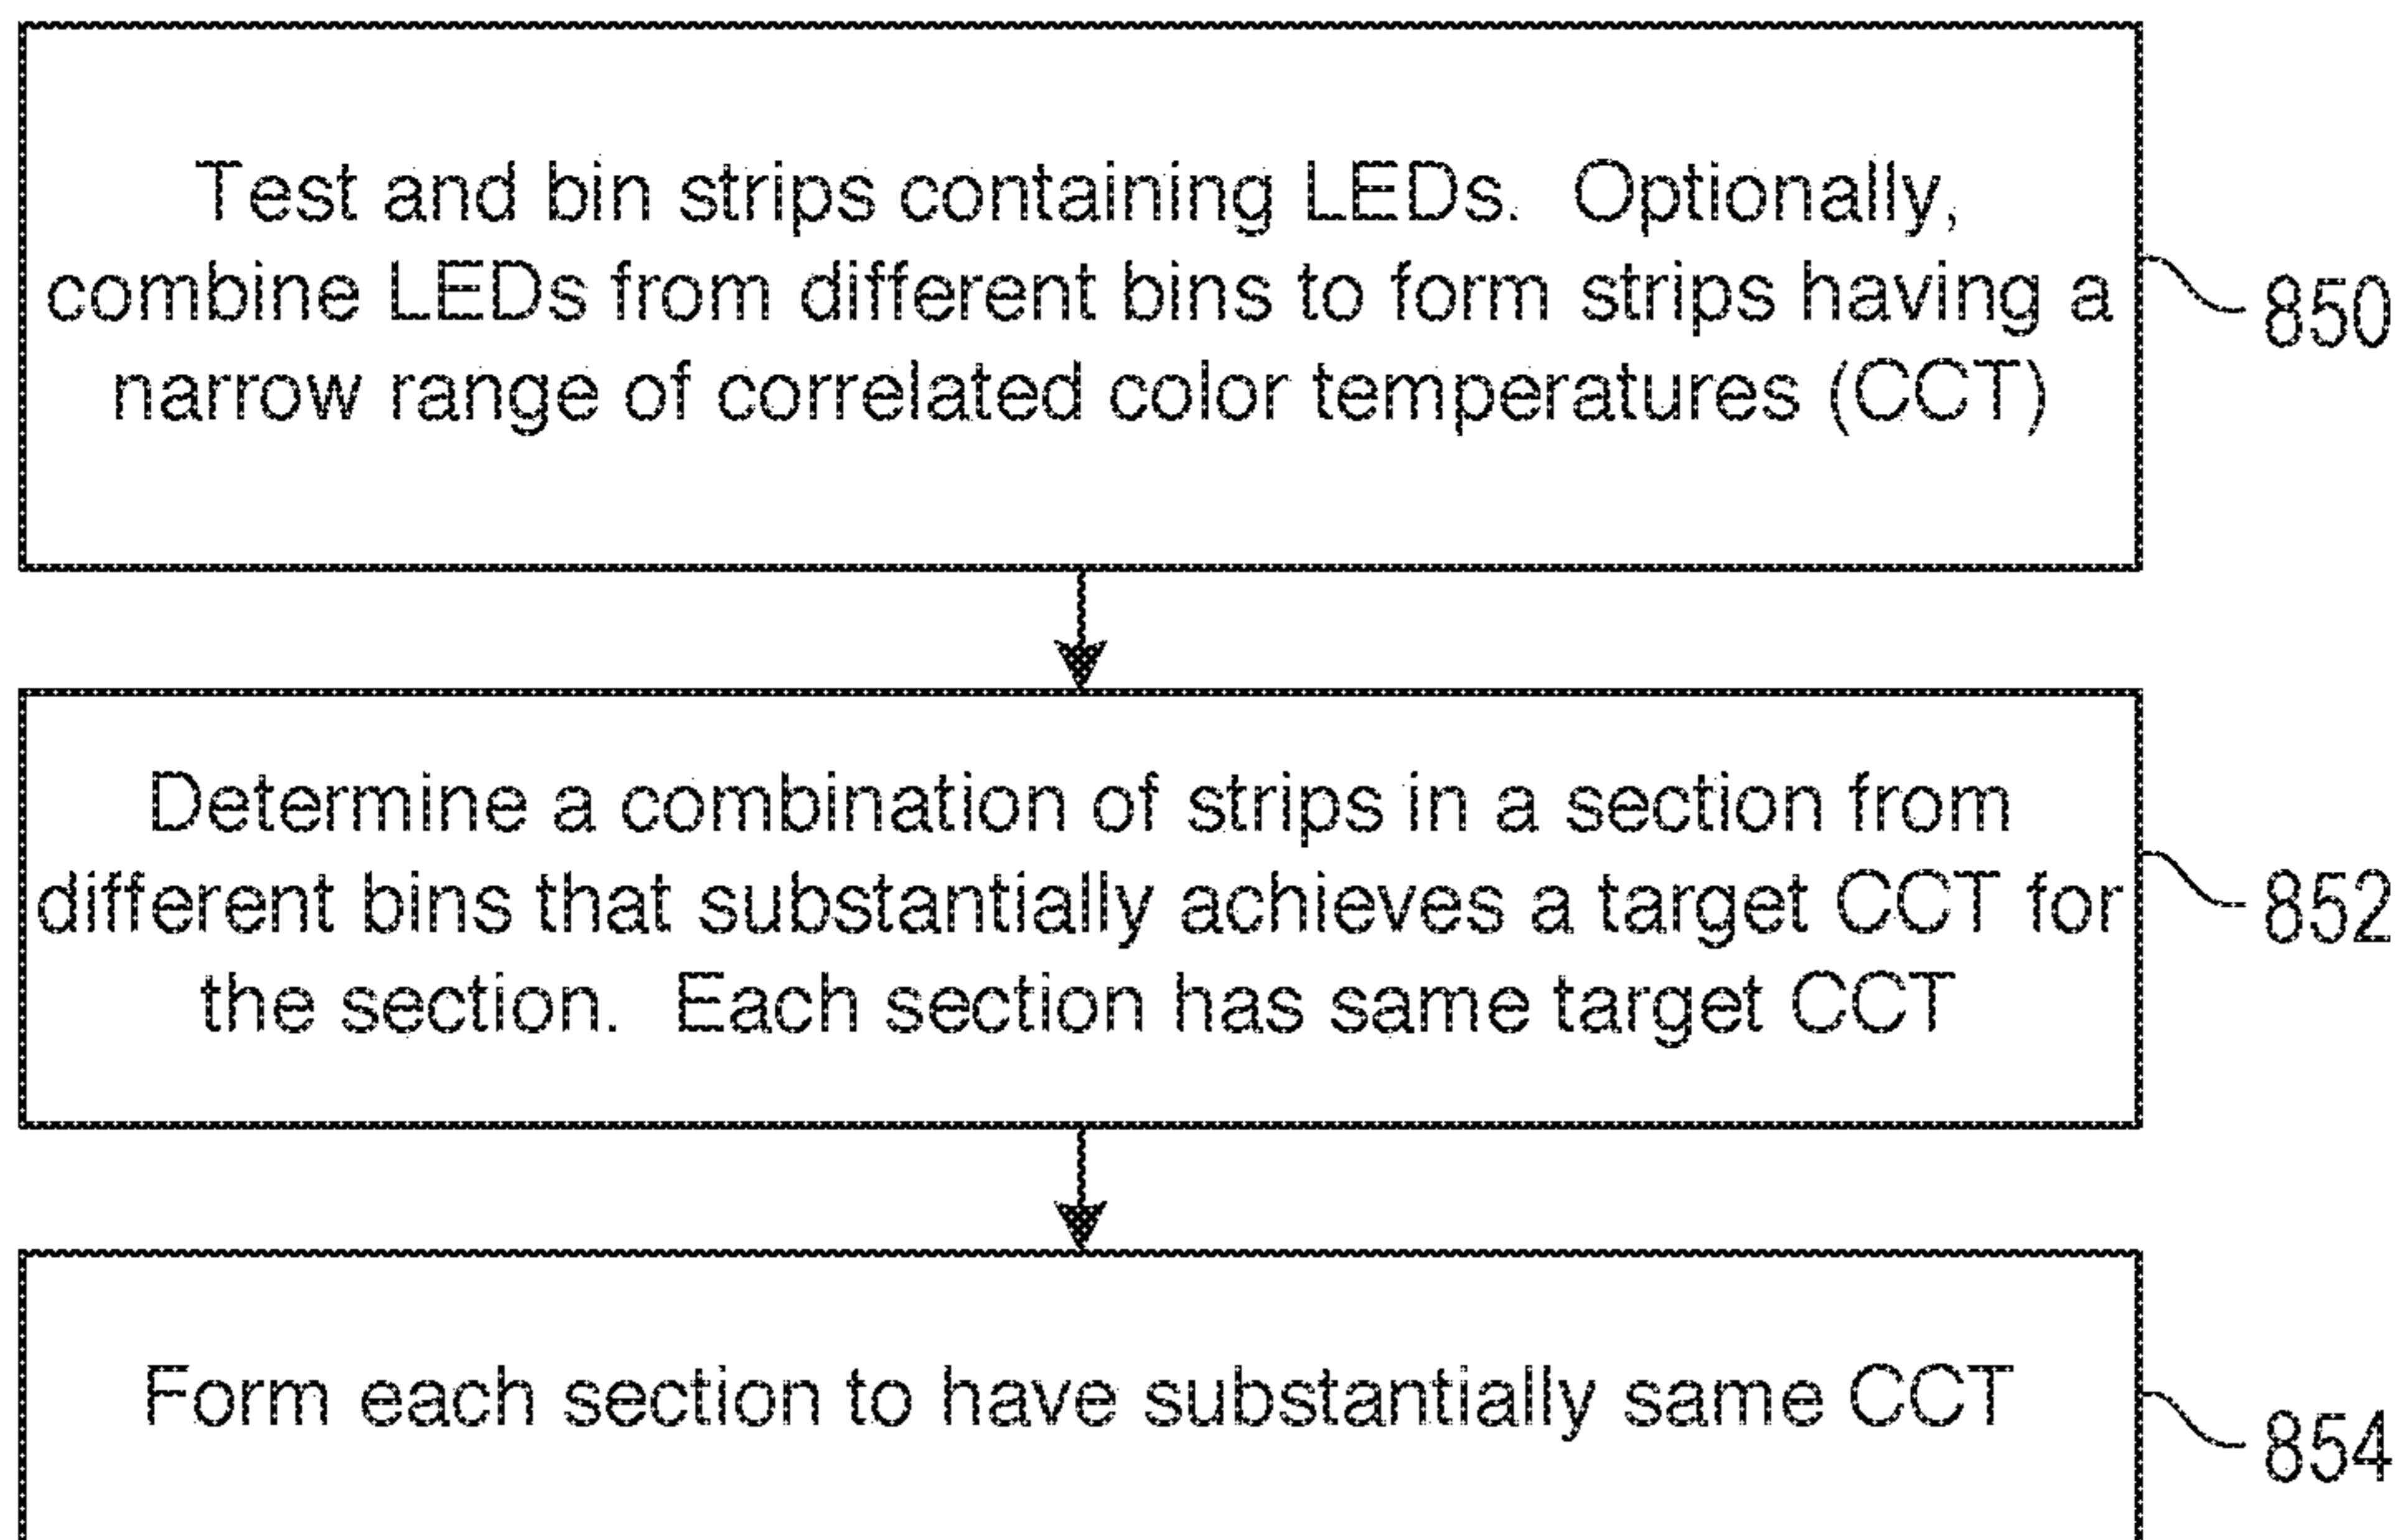 Test and bin strips containing LEDs. Optionally,
combine LEDs from different bins to form strips having a
narrow range of correlated color temperatures (CCT)
850
Determine a combination of strips in a section from
different bins that substantially achieves a target CCT for
the section. Each section has same target CCT
852
Form each section to have substantially same CCT
854